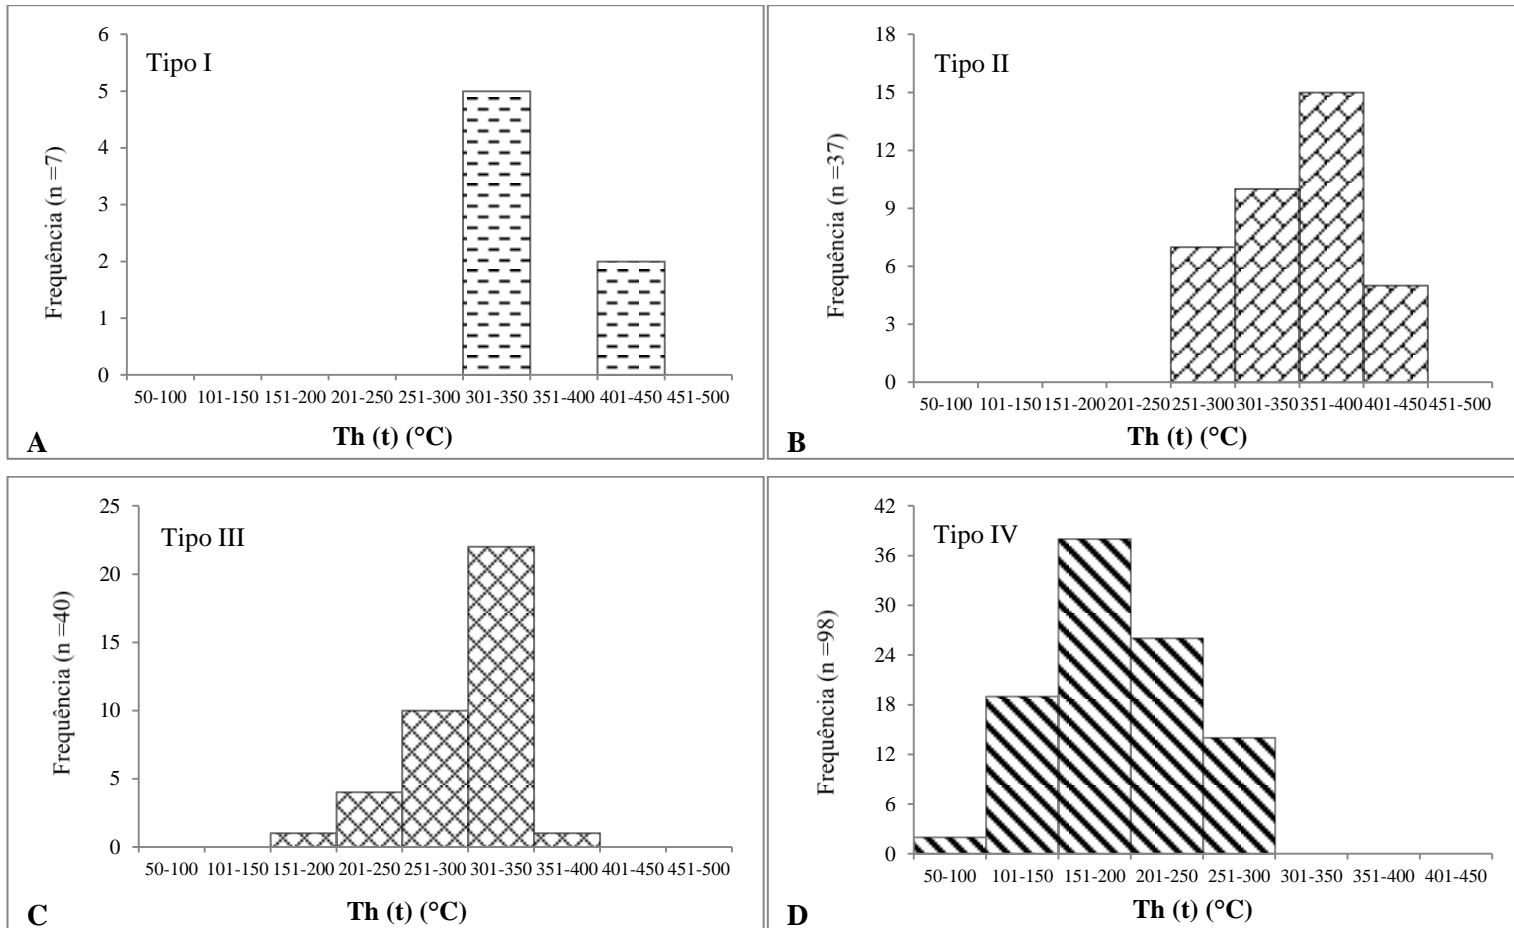 Tipo I
Frequência (n =7)
6
5
4
3
2
1
0
50-100 101-150 151-200 201-250 251-300 301-350 351-400 401-450 451-500
Th (t) (°C)
A
Tipo II
Frequência (n =37)
18
15
12
9
6
3
0
50-100 101-150 151-200 201-250 251-300 301-350 351-400 401-450 451-500
Th (t) (°C)
B
Tipo III
Frequência (n =40)
25
20
15
10
5
0
50-100 101-150 151-200 201-250 251-300 301-350 351-400 401-450 451-500
Th (t) (°C)
C
Tipo IV
Frequência (n =98)
42
36
30
24
18
12
6
0
50-100 101-150 151-200 201-250 251-300 301-350 351-400 401-450
Th (t) (°C)
D